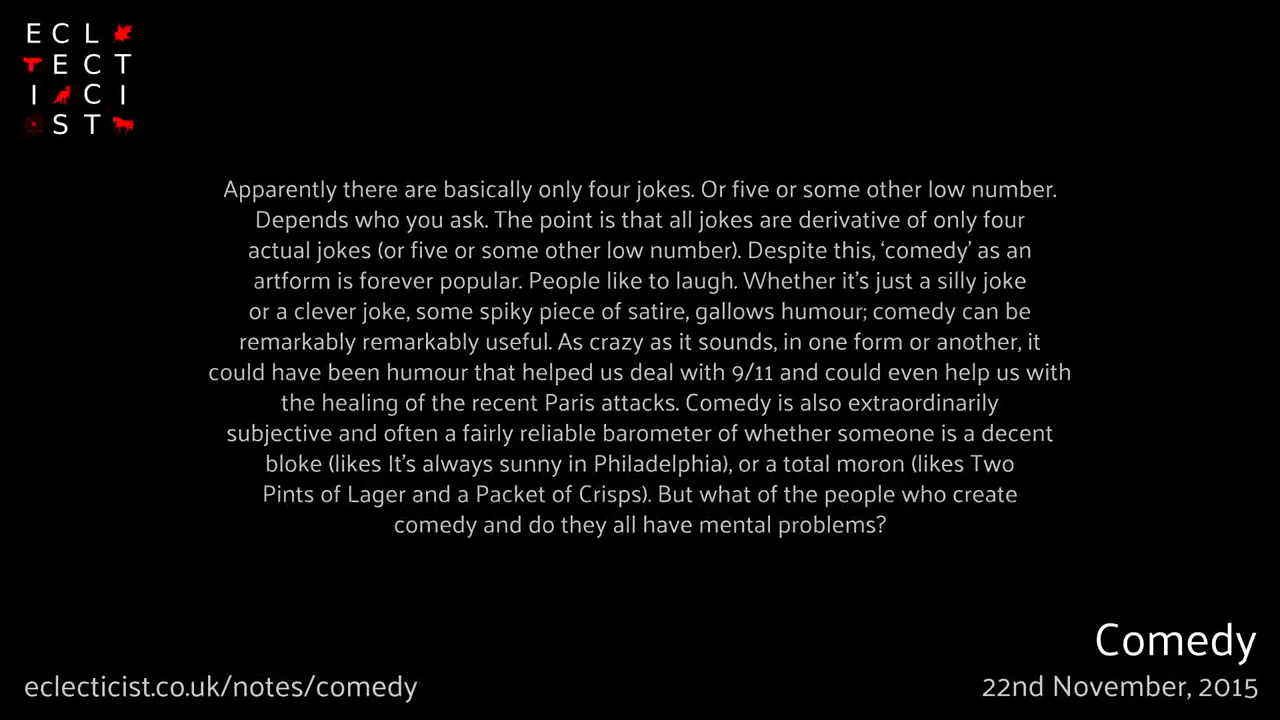 E C L
E C T
I C I
S T
Apparently there are basically only four jokes. Or five or some other low number.
Depends who you ask. The point is that all jokes are derivative of only four
actual jokes (or five or some other low number). Despite this, ‘comedy’ as an
artform is forever popular. People like to laugh. Whether it’s just a silly joke
or a clever joke, some spiky piece of satire, gallows humour; comedy can be
remarkably remarkably useful. As crazy as it sounds, in one form or another, it
could have been humour that helped us deal with 9/11 and could even help us with
the healing of the recent Paris attacks. Comedy is also extraordinarily
subjective and often a fairly reliable barometer of whether someone is a decent
bloke (likes It’s always sunny in Philadelphia), or a total moron (likes Two
Pints of Lager and a Packet of Crisps). But what of the people who create
comedy and do they all have mental problems?
Comedy
eclecticist.co.uk/notes/comedy
22nd November, 2015